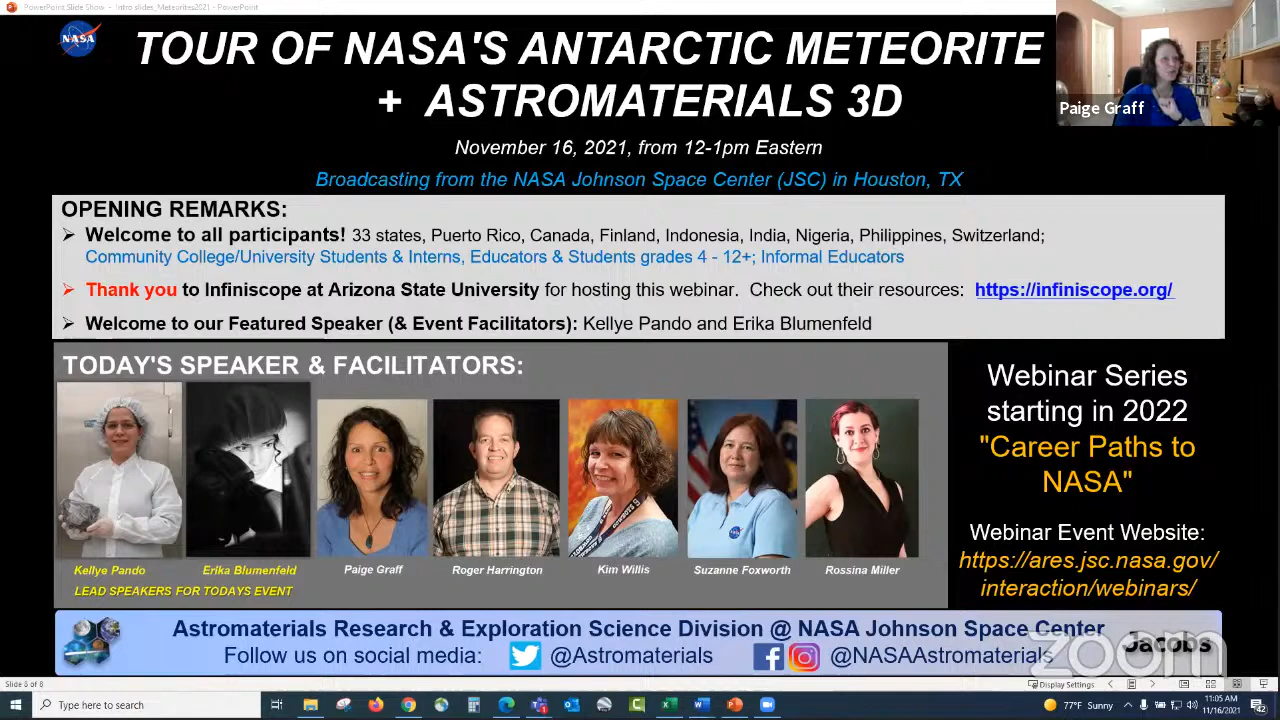 PowerPoint Slide Show - Intro slides_Meteorites2021 - PowerPoint
NASA
TOUR OF NASA'S ANTARCTIC METEORITE
+ ASTROMATERIALS 3D
Paige Graff
November 16, 2021, from 12-1pm Eastern
Broadcasting from the NASA Johnson Space Center (JSC) in Houston, TX
OPENING REMARKS:
➢ Welcome to all participants! 33 states, Puerto Rico, Canada, Finland, Indonesia, India, Nigeria, Philippines, Switzerland;
Community College/University Students & Interns, Educators & Students grades 4 - 12+; Informal Educators
➢ Thank you to Infiniscope at Arizona State University for hosting this webinar. Check out their resources: https://infiniscope.org/
➢ Welcome to our Featured Speaker (& Event Facilitators): Kellye Pando and Erika Blumenfeld
TODAY'S SPEAKER & FACILITATORS:
Kellye Pando Erika Blumenfeld Paige Graff Roger Harrington Kim Willis Suzanne Foxworth Rossina Miller
LEAD SPEAKERS FOR TODAYS EVENT
Webinar Series
starting in 2022
"Career Paths to
NASA"
Webinar Event Website:
https://ares.jsc.nasa.gov/
interaction/webinars/
Astromaterials Research & Exploration Science Division @ NASA Johnson Space Center
Follow us on social media: @Astromaterials @NASAAstromaterials
Jacobs
zoom
Slide 8 of 8
Display Settings
Type here to search
77°F Sunny
11:05 AM
11/16/2021